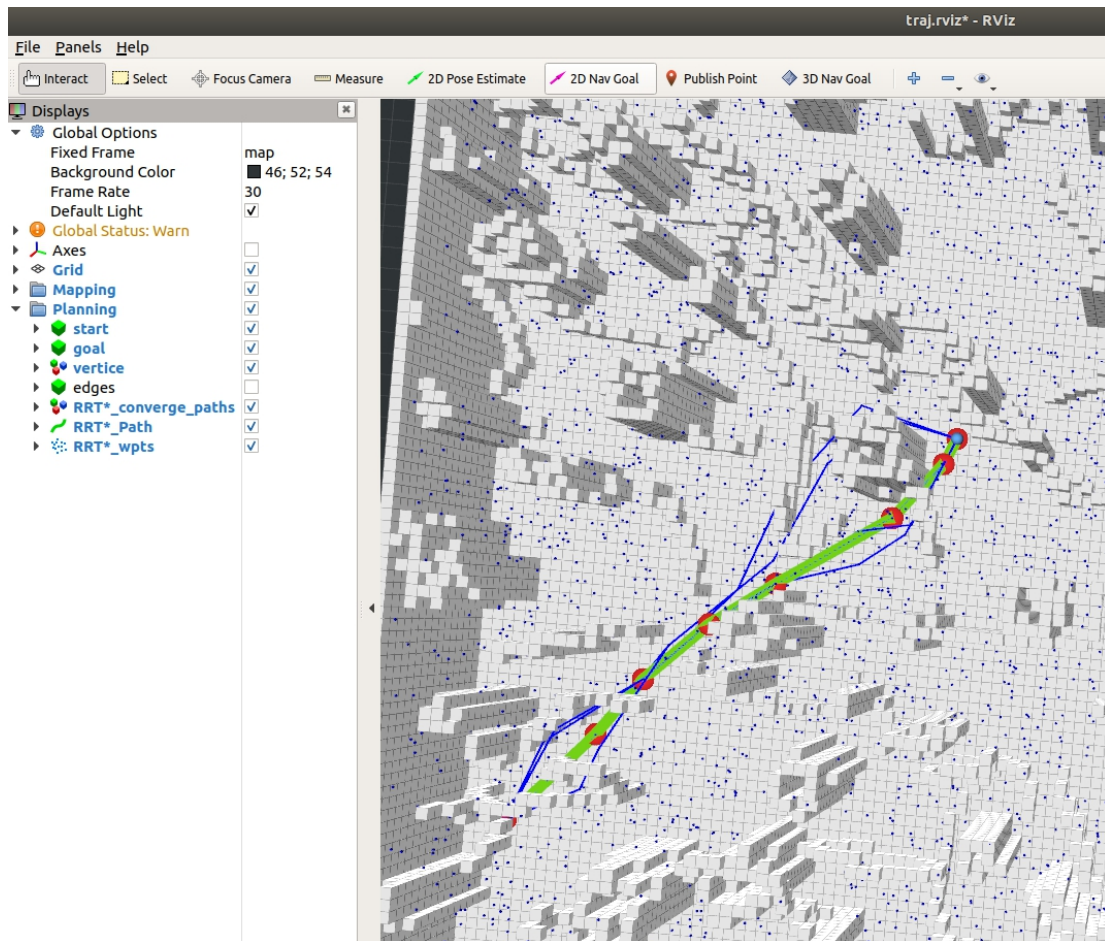 traj.rviz* - RViz
File Panels Help
Interact Select Focus Camera Measure 2D Pose Estimate 2D Nav Goal Publish Point 3D Nav Goal
Displays
Global Options
Fixed Frame map
Background Color 46; 52; 54
Frame Rate 30
Default Light
Global Status: Warn
Axes
Grid
Mapping
Planning
start
goal
vertice
edges
RRT*_converge_paths
RRT*_Path
RRT*_wpts